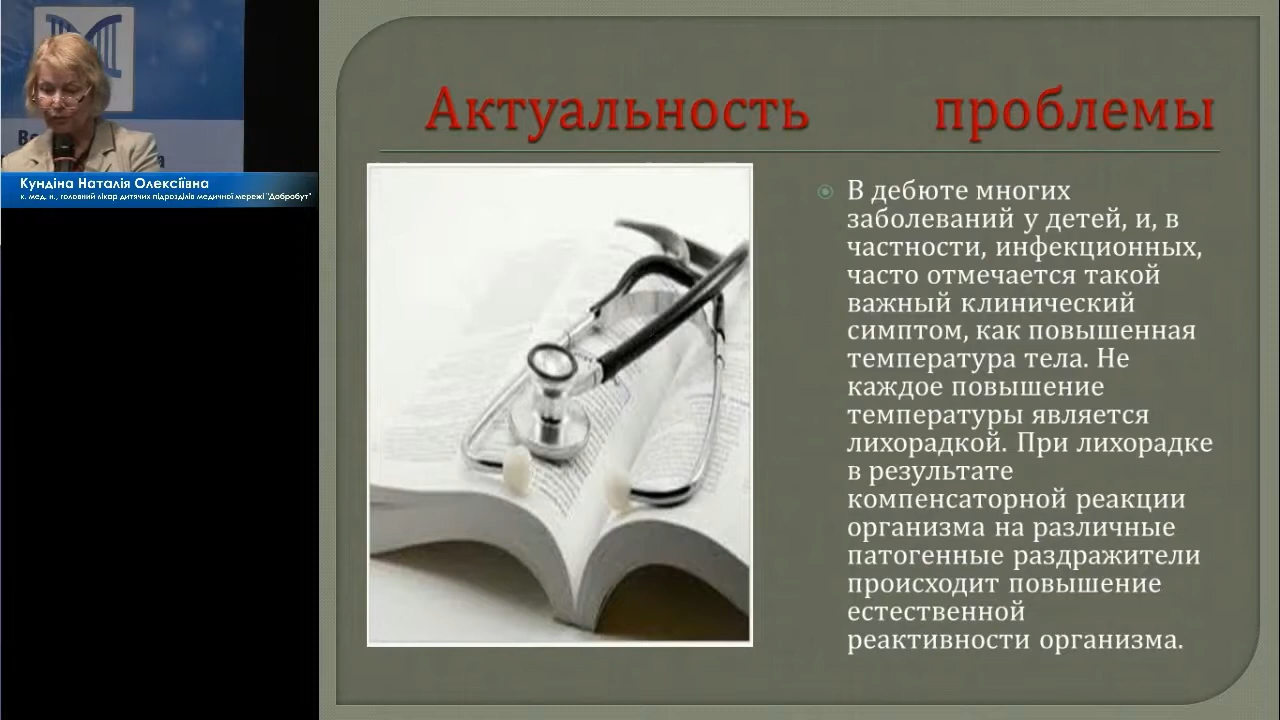 Кундіна Наталія Олексіївна
к. мед. н., головний лікар дитячих підрозділів медичної мережі "Добробут"
Актуальность проблемы
В дебюте многих
заболеваний у детей, и, в
частности, инфекционных,
часто отмечается такой
важный клинический
симптом, как повышенная
температура тела. Не
каждое повышение
температуры является
лихорадкой. При лихорадке
в результате
компенсаторной реакции
организма на различные
патогенные раздражители
происходит повышение
естественной
реактивности организма.